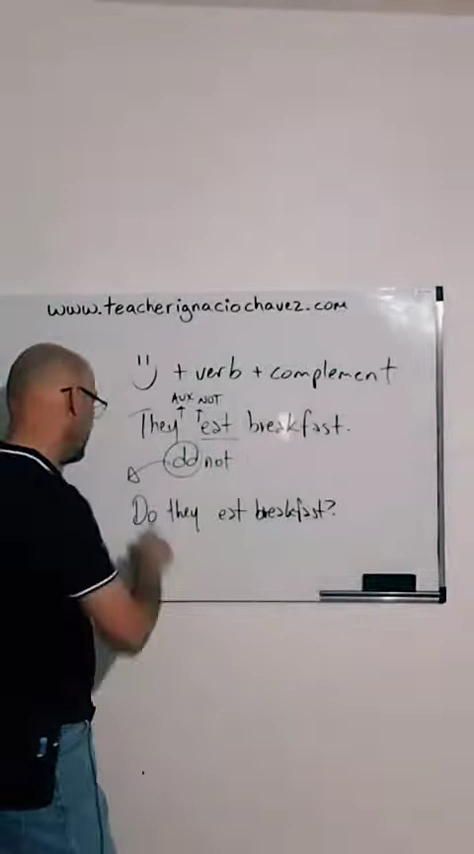 www.teacherignaciochavez.com
+ verb + complement
AUX NOT
They eat breakfast.
do not
Do they eat breakfast?